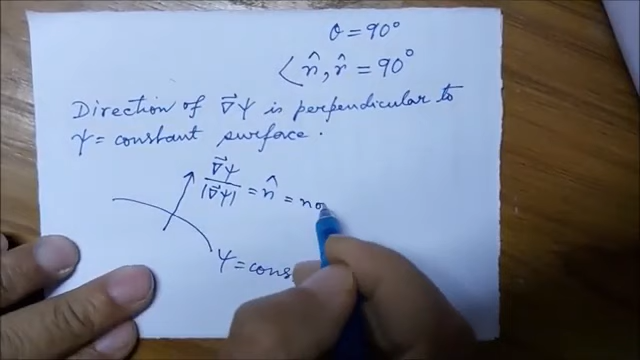 θ = 90°
∠ n̂, r̂ = 90°
Direction of ∇⃗ψ is perpendicular to
ψ = constant surface.
∇⃗ψ / |∇⃗ψ| = n̂ = no
ψ = cons